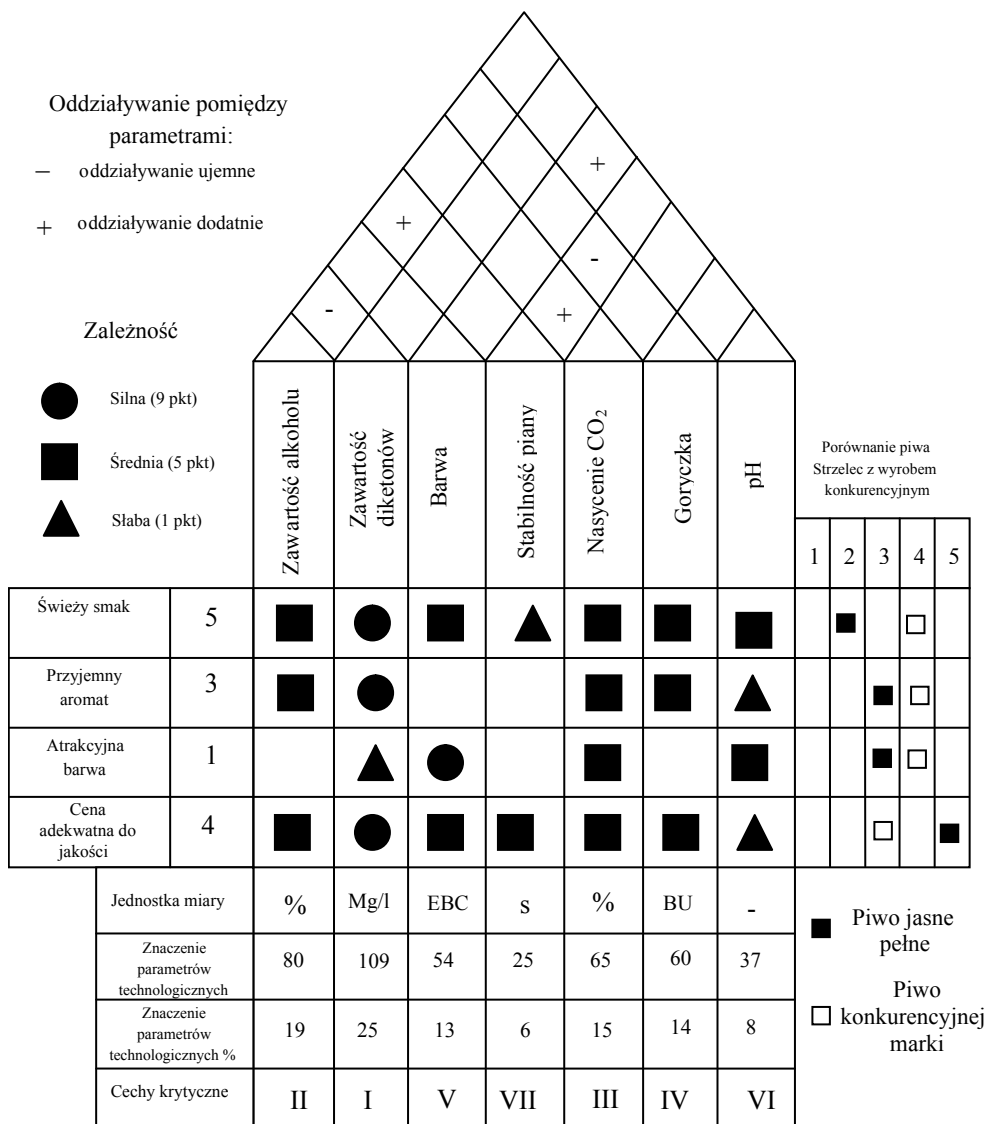 Oddziaływanie pomiędzy
parametrami:
− oddziaływanie ujemne
+ oddziaływanie dodatnie
+
+
-
-
+
Zależność
Silna (9 pkt)
Średnia (5 pkt)
Słaba (1 pkt)
Zawartość alkoholu
Zawartość
diketonów
Barwa
Stabilność piany
Nasycenie CO₂
Goryczka
pH
Porównanie piwa
Strzelec z wyrobem
konkurencyjnym
1 2 3 4 5
Świeży smak 5
Przyjemny
aromat 3
Atrakcyjna
barwa 1
Cena
adekwatna do
jakości 4
Jednostka miary % Mg/l EBC s % BU -
Znaczenie
parametrów
technologicznych 80 109 54 25 65 60 37
Znaczenie
parametrów
technologicznych % 19 25 13 6 15 14 8
Cechy krytyczne II I V VII III IV VI
Piwo jasne
pełne
Piwo
konkurencyjnej
marki